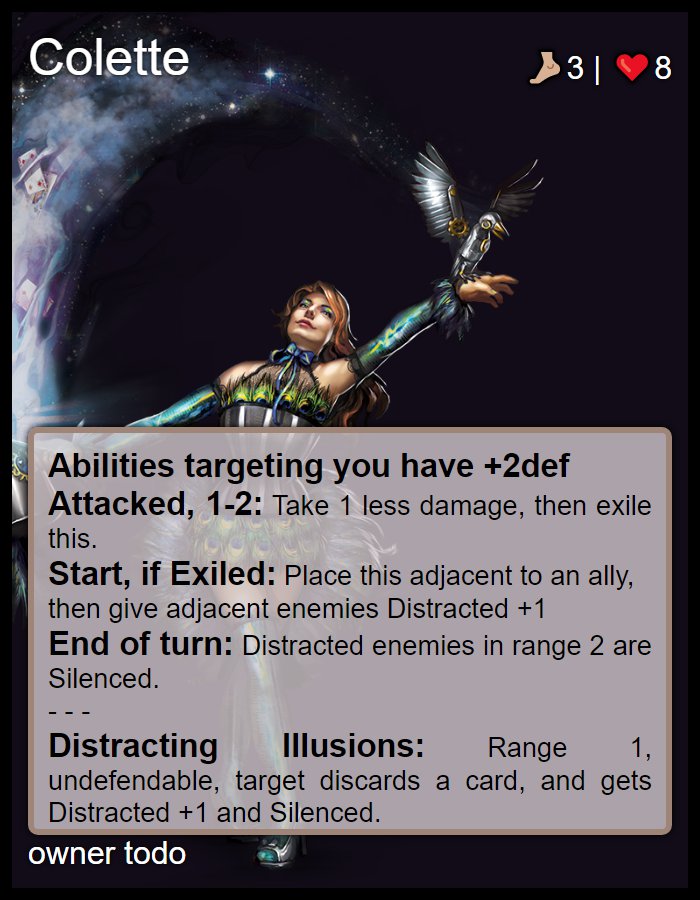 Colette
🦶🏼3 | ❤️8
Abilities targeting you have +2def
Attacked, 1-2: Take 1 less damage, then exile
this.
Start, if Exiled: Place this adjacent to an ally,
then give adjacent enemies Distracted +1
End of turn: Distracted enemies in range 2 are
Silenced.
- - -
Distracting Illusions: Range 1,
undefendable, target discards a card, and gets
Distracted +1 and Silenced.
owner todo